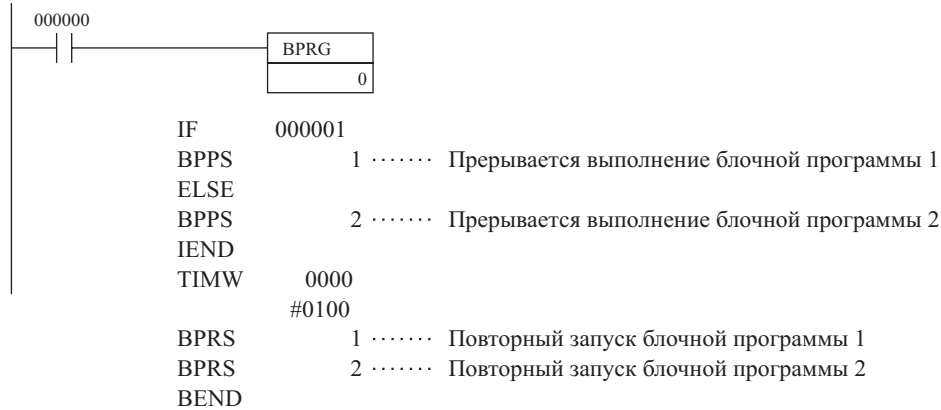 000000
BPRG
0
IF 000001
BPPS 1 ······· Прерывается выполнение блочной программы 1
ELSE
BPPS 2 ······· Прерывается выполнение блочной программы 2
IEND
TIMW 0000
#0100
BPRS 1 ······· Повторный запуск блочной программы 1
BPRS 2 ······· Повторный запуск блочной программы 2
BEND